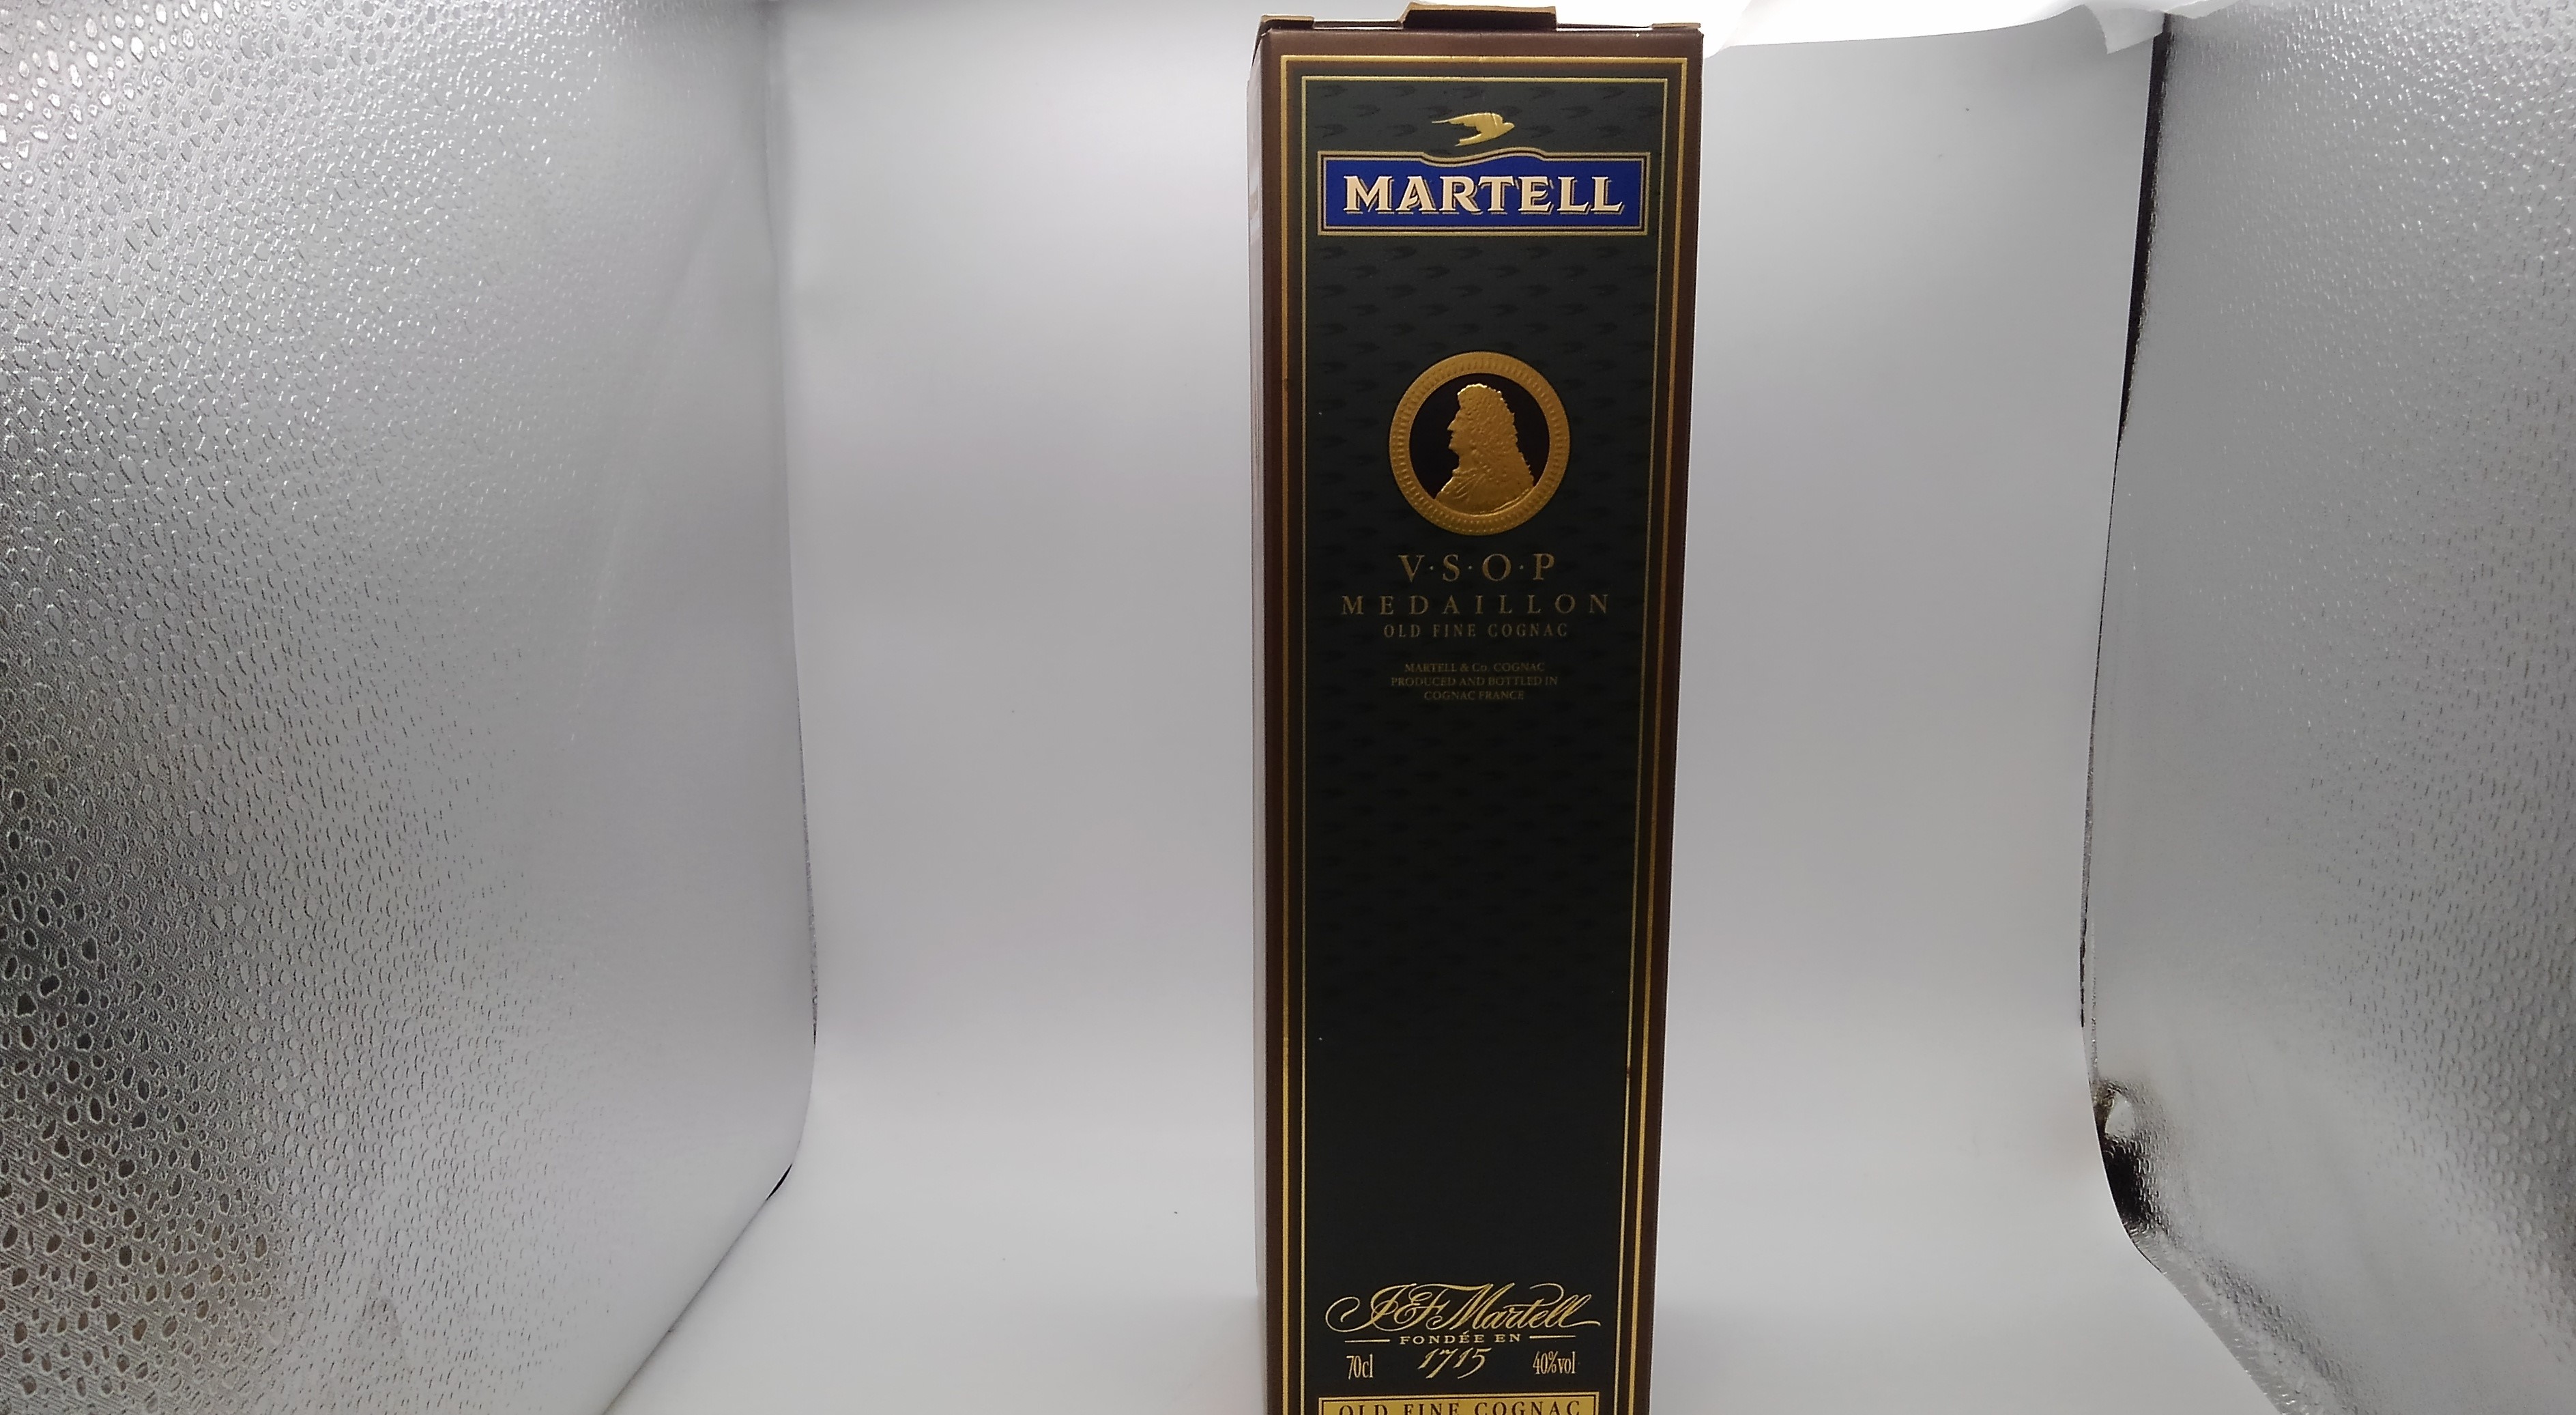 MARTELL
V·S·O·P
MEDAILLON
OLD FINE COGNAC
MARTELL & Co. COGNAC
PRODUCED AND BOTTLED IN
COGNAC FRANCE
J&F Martell
FONDÉE EN
1715
70cl 40%vol
OLD FINE COGNAC